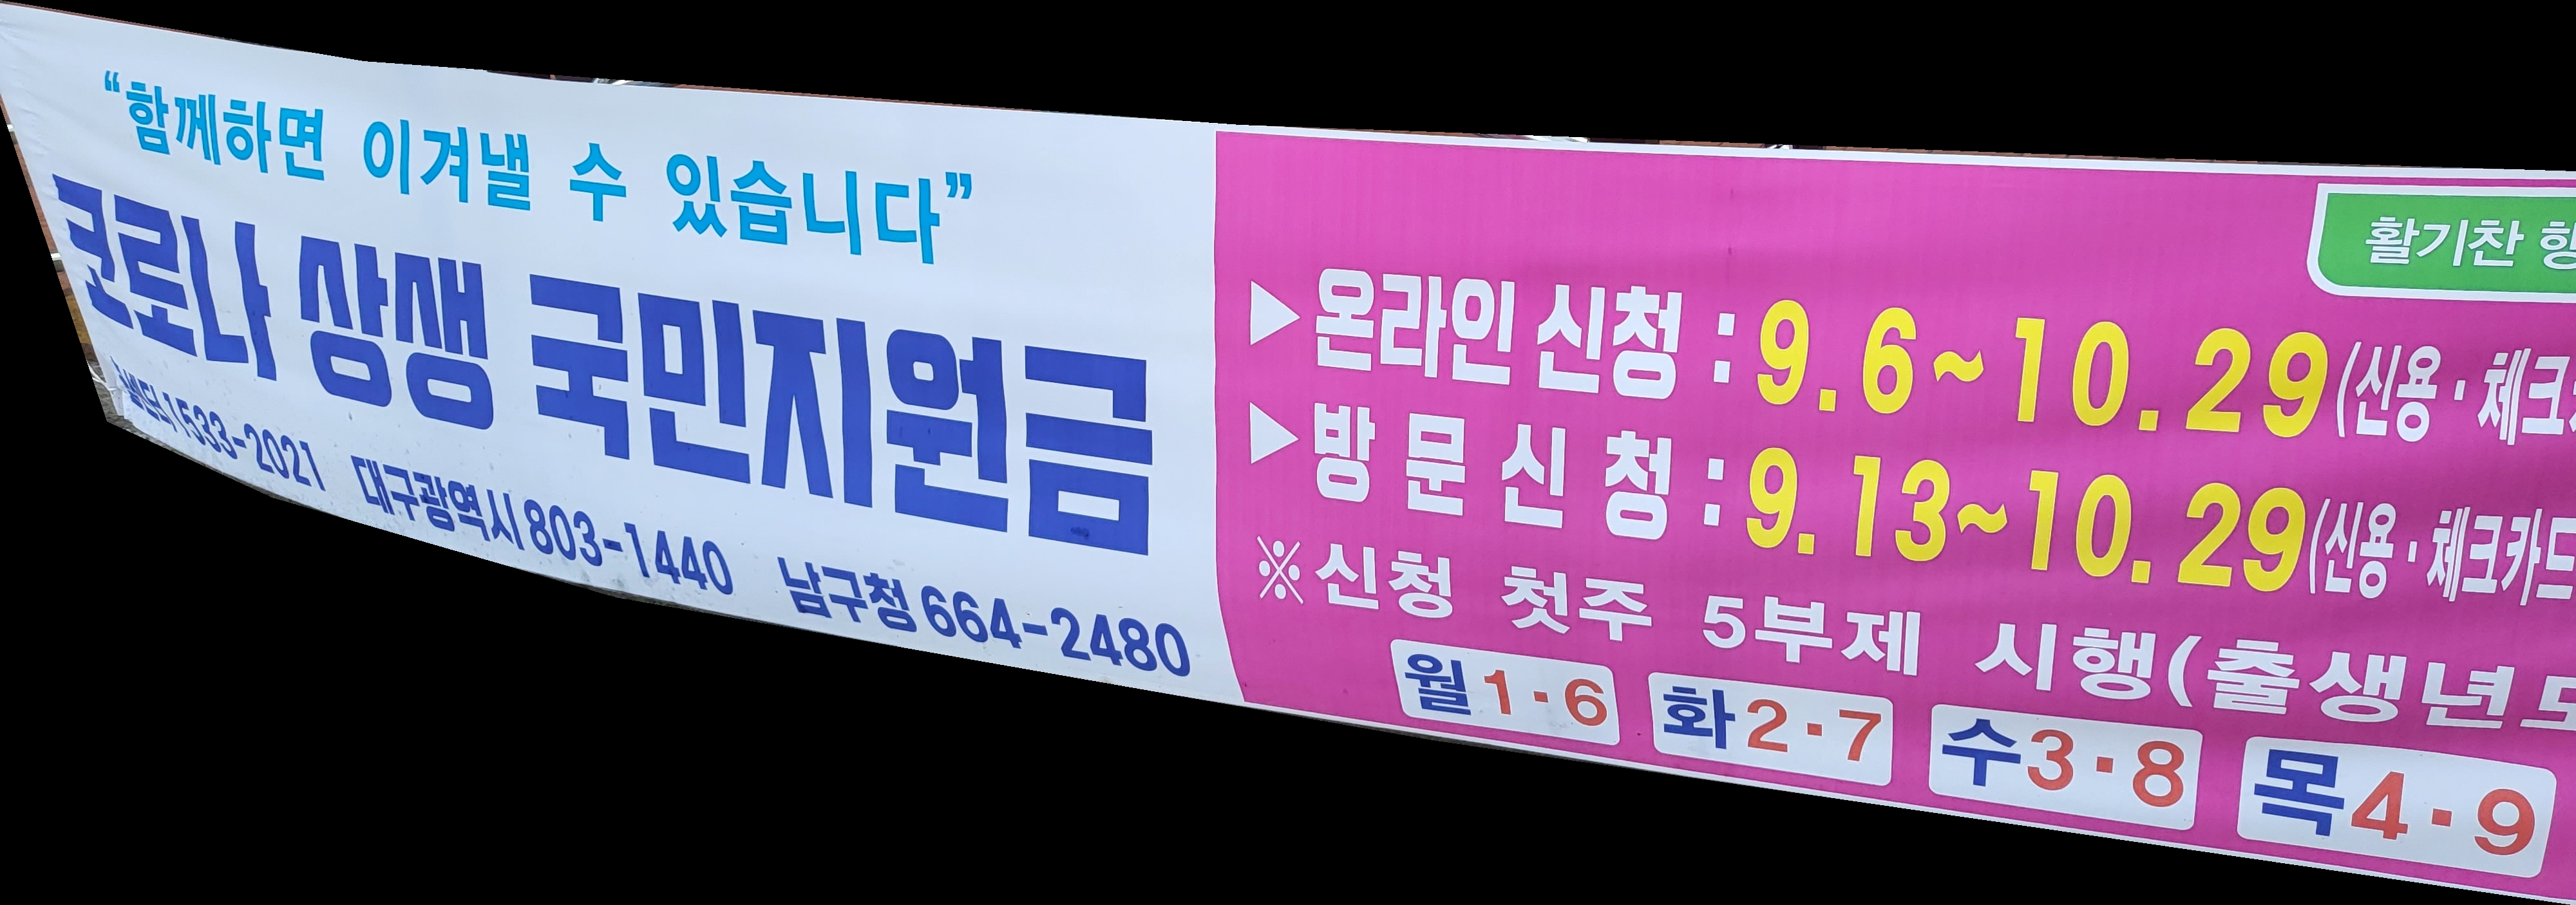 “함께하면 이겨낼 수 있습니다”
코로나 상생 국민지원금
1533-2021 대구광역시 803-1440 남구청 664-2480
활기찬
▶온라인 신청 : 9.6~10.29(신용·체크
▶방문신청 : 9.13~10.29(신용·체크카드
※신청 첫주 5부제 시행(출생년도
월1·6 화2·7 수3·8 목4·9